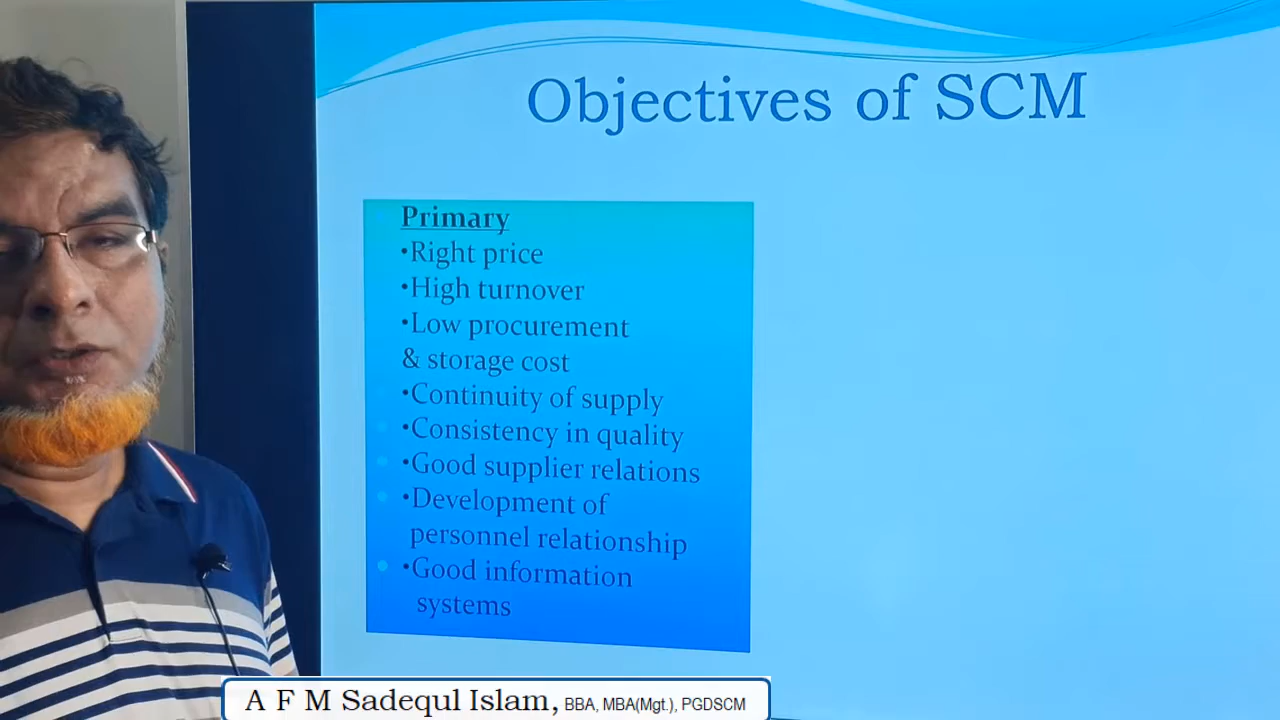 Objectives of SCM
Primary
•Right price
•High turnover
•Low procurement
& storage cost
•Continuity of supply
•Consistency in quality
•Good supplier relations
•Development of
personnel relationship
•Good information
systems
A F M Sadequl Islam, BBA, MBA(Mgt.), PGDSCM